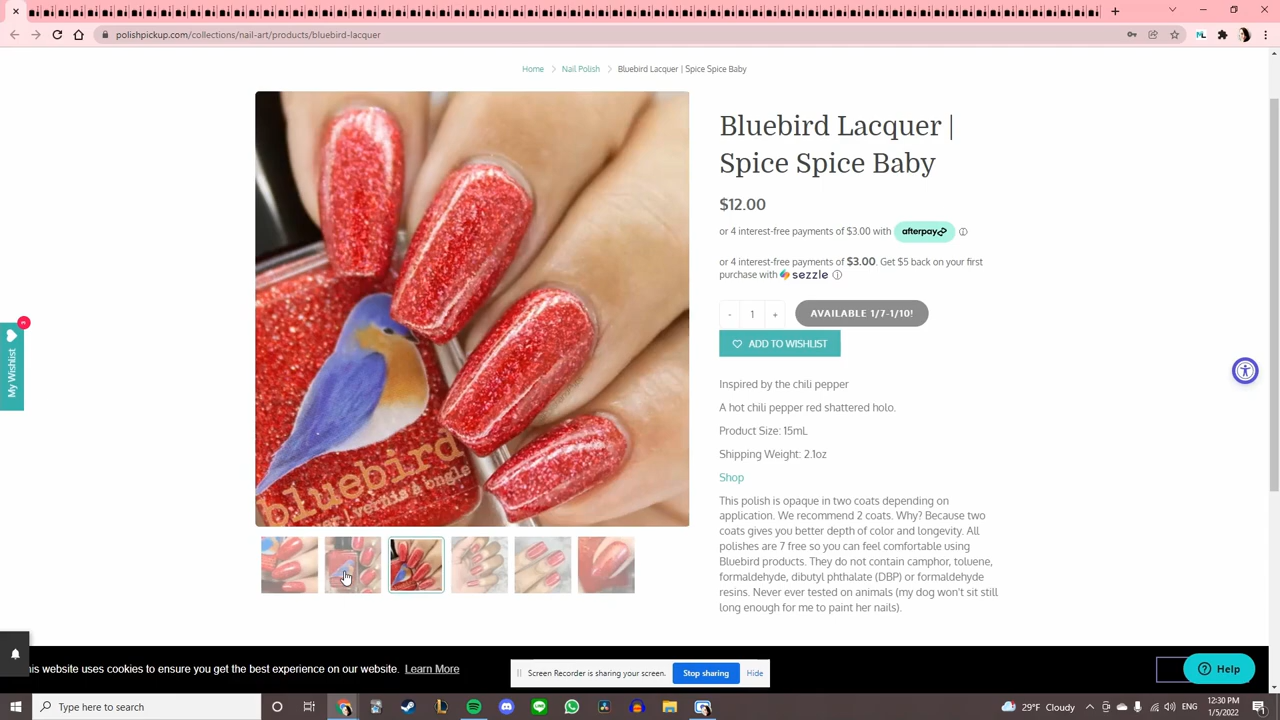 polishpickup.com/collections/nail-art/products/bluebird-lacquer
Home > Nail Polish > Bluebird Lacquer | Spice Spice Baby
Bluebird Lacquer |
Spice Spice Baby
$12.00
or 4 interest-free payments of $3.00 with afterpay
or 4 interest-free payments of $3.00. Get $5 back on your first
purchase with sezzle
- 1 + AVAILABLE 1/7-1/10!
ADD TO WISHLIST
My Wishlist
bluebird
vernis à ongle
Inspired by the chili pepper
A hot chili pepper red shattered holo.
Product Size: 15mL
Shipping Weight: 2.1oz
Shop
This polish is opaque in two coats depending on
application. We recommend 2 coats. Why? Because two
coats gives you better depth of color and longevity. All
polishes are 7 free so you can feel comfortable using
Bluebird products. They do not contain camphor, toluene,
formaldehyde, dibutyl phthalate (DBP) or formaldehyde
resins. Never ever tested on animals (my dog won't sit still
long enough for me to paint her nails).
his website uses cookies to ensure you get the best experience on our website. Learn More
Screen Recorder is sharing your screen. Stop sharing Hide
Help
Type here to search
29°F Cloudy
12:30 PM
1/5/2022